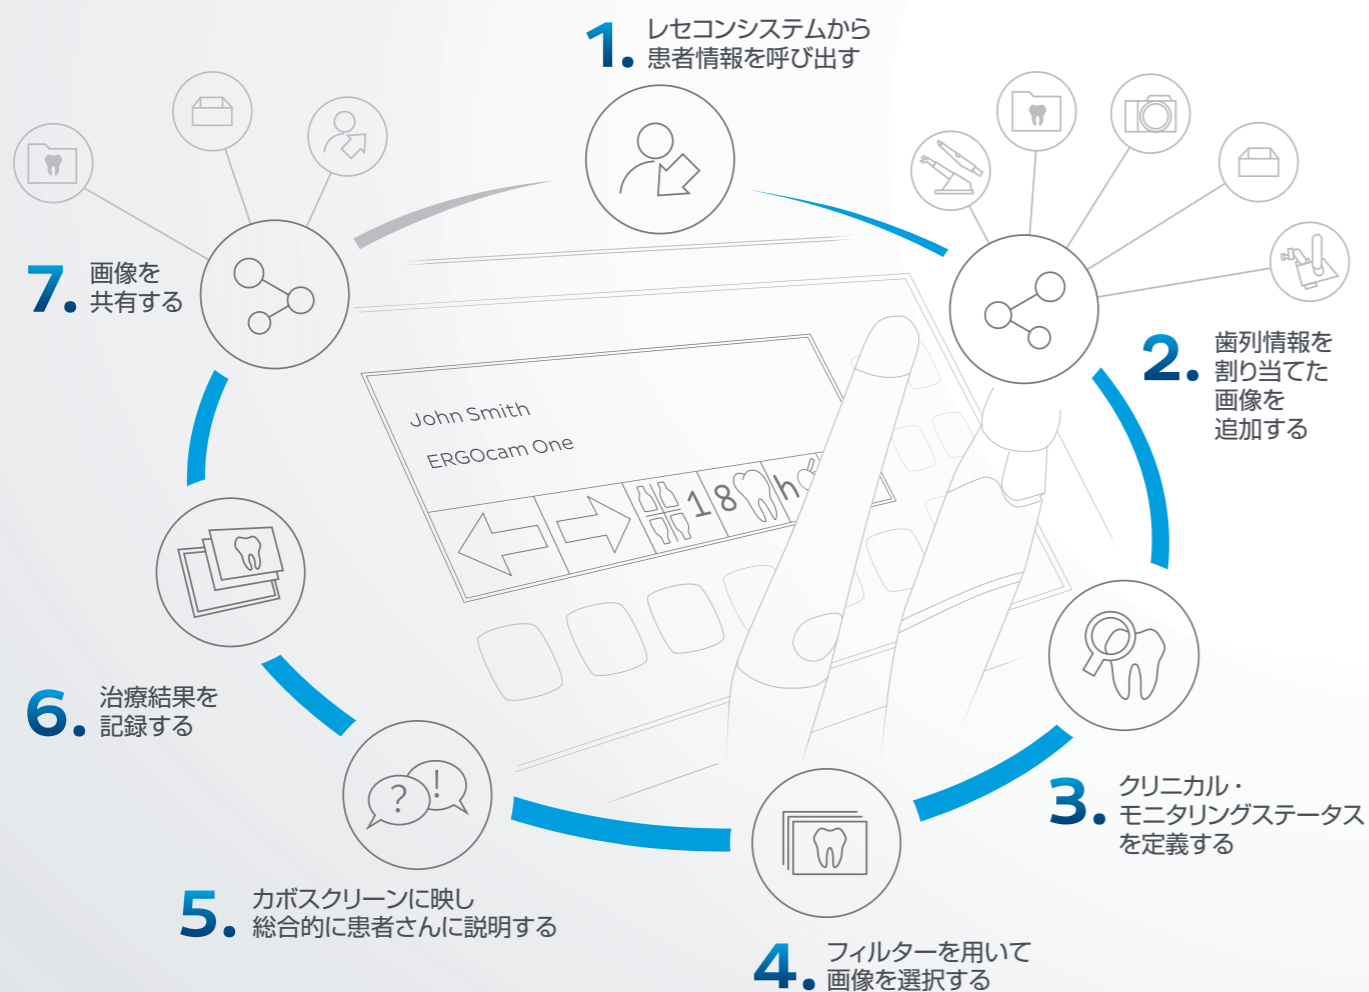 1. レセコンシステムから
患者情報を呼び出す
2. 歯列情報を
割り当てた
画像を
追加する
3. クリニカル・
モニタリングステータス
を定義する
4. フィルターを用いて
画像を選択する
5. カボスクリーンに映し
総合的に患者さんに説明する
6. 治療結果を
記録する
7. 画像を
共有する
John Smith
ERGOcam One
18 h
? !